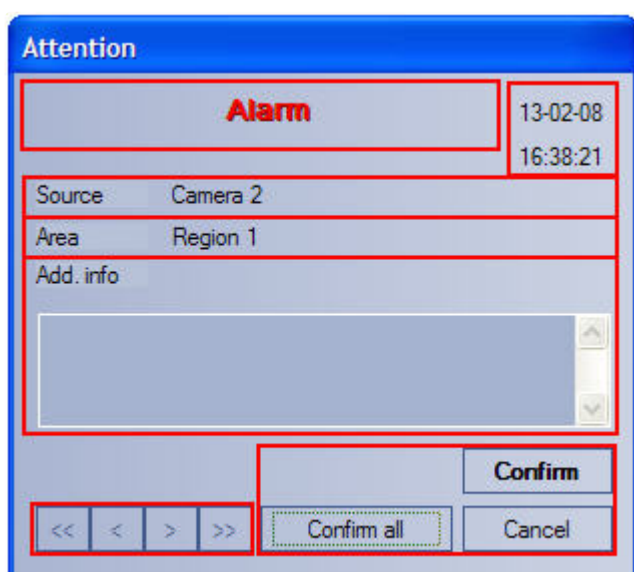 Attention
Alarm
13-02-08
16:38:21
Source Camera 2
Area Region 1
Add. info
Confirm
<< < > >> Confirm all Cancel